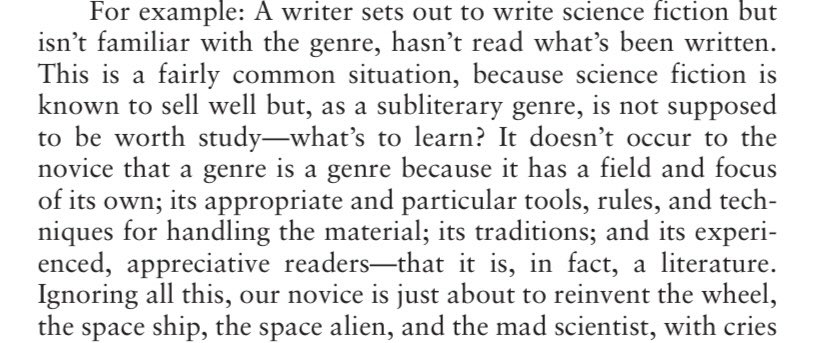 For example: A writer sets out to write science fiction but
isn’t familiar with the genre, hasn’t read what’s been written.
This is a fairly common situation, because science fiction is
known to sell well but, as a subliterary genre, is not supposed
to be worth study—what’s to learn? It doesn’t occur to the
novice that a genre is a genre because it has a field and focus
of its own; its appropriate and particular tools, rules, and tech-
niques for handling the material; its traditions; and its experi-
enced, appreciative readers—that it is, in fact, a literature.
Ignoring all this, our novice is just about to reinvent the wheel,
the space ship, the space alien, and the mad scientist, with cries